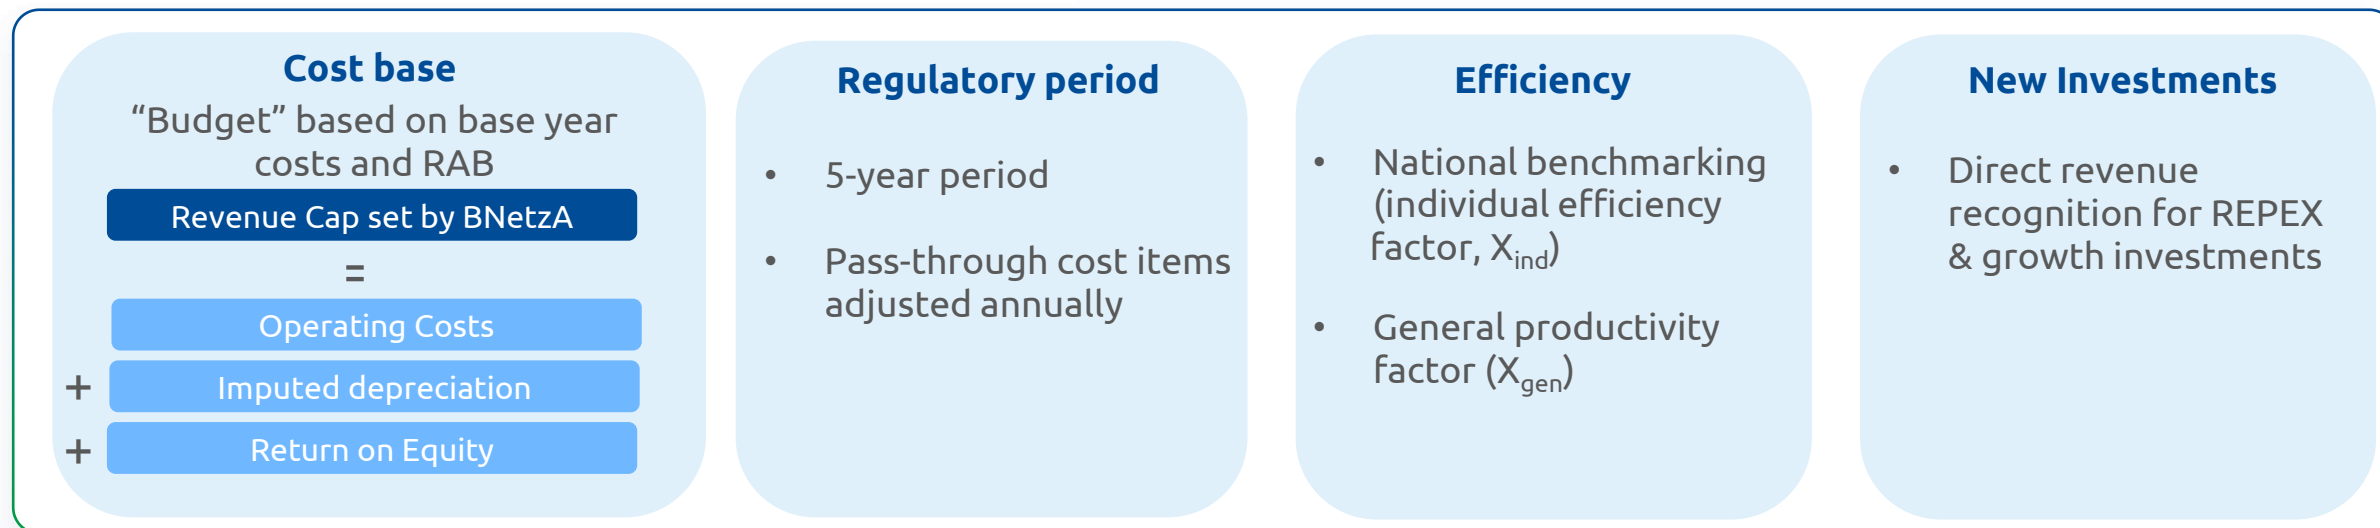 Cost base
“Budget” based on base year
costs and RAB
Revenue Cap set by BNetzA
=
Operating Costs
+ Imputed depreciation
+ Return on Equity
Regulatory period
• 5-year period
• Pass-through cost items
adjusted annually
Efficiency
• National benchmarking
(individual efficiency
factor, Xind)
• General productivity
factor (Xgen)
New Investments
• Direct revenue
recognition for REPEX
& growth investments